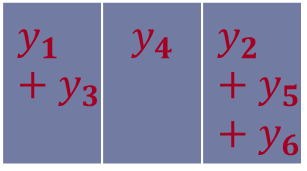 y₁ y₄ y₂
+ y₃ + y₅
+ y₆